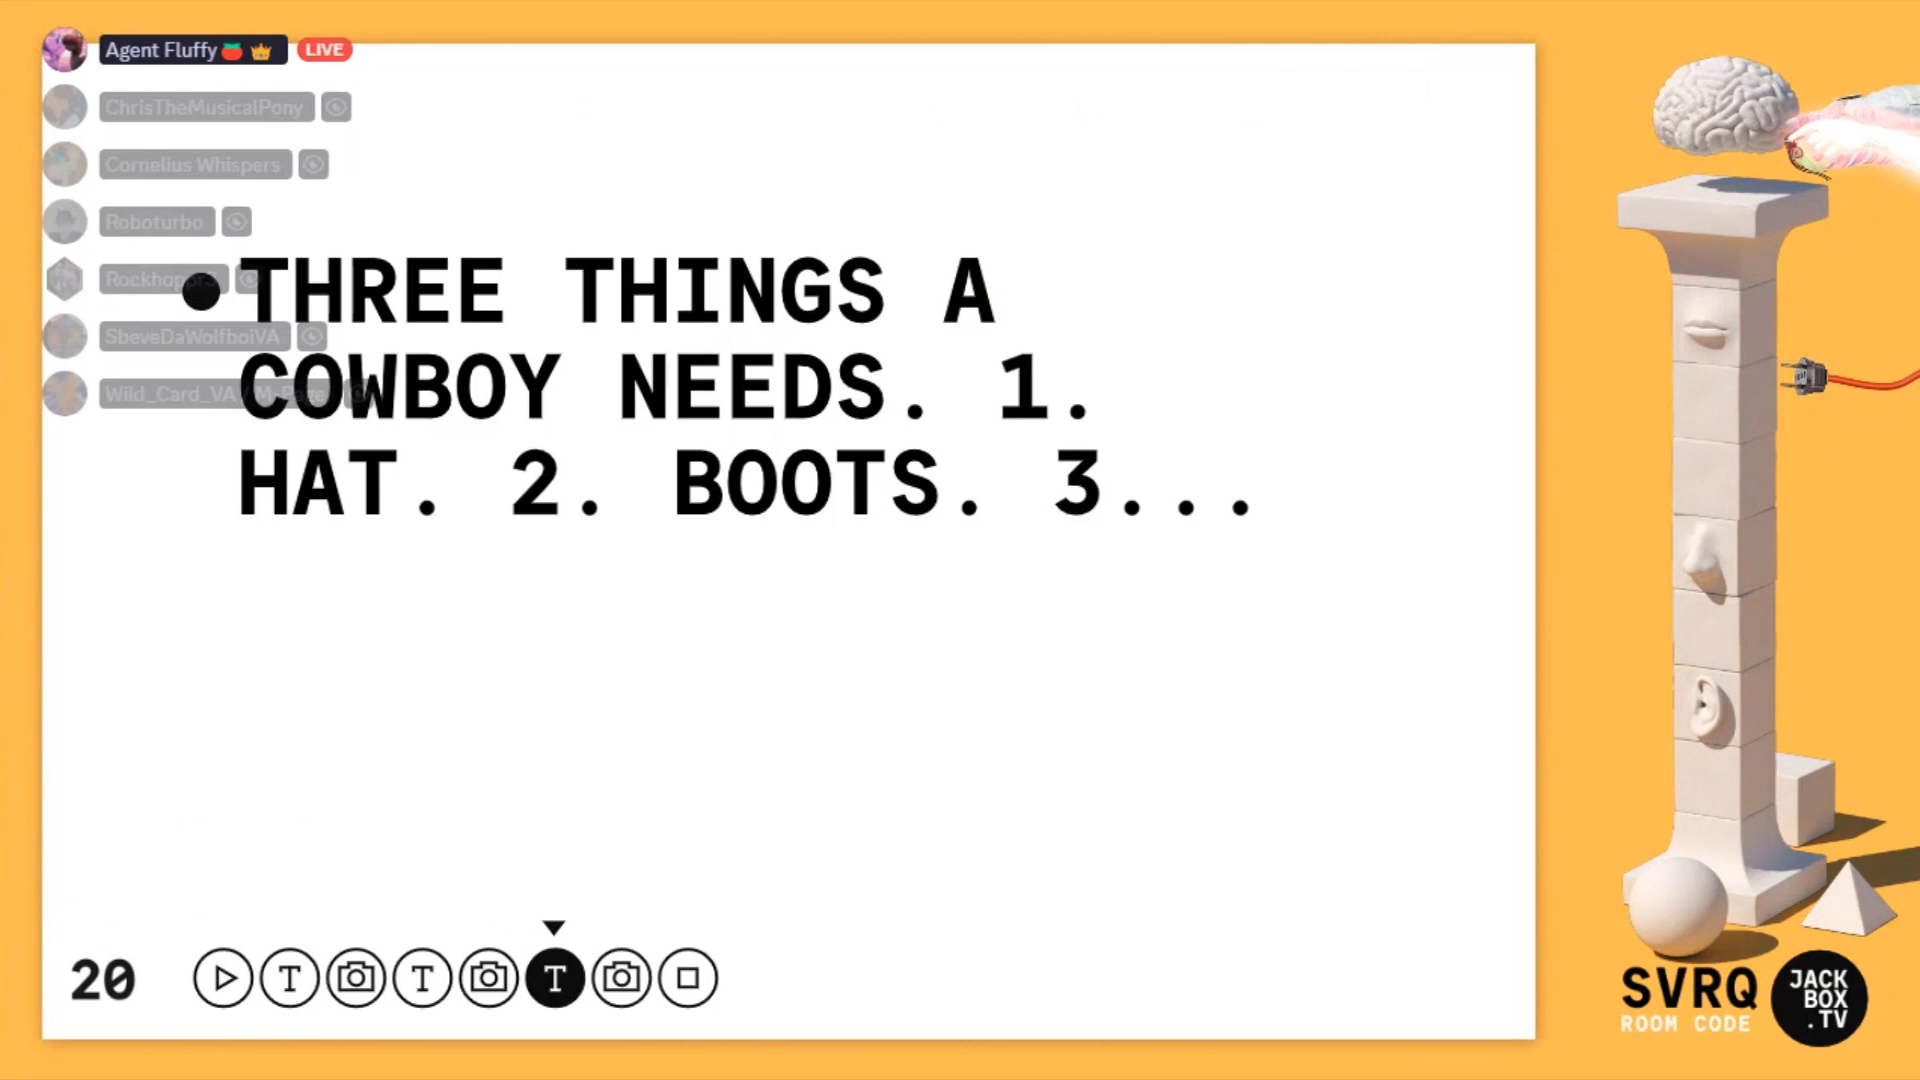 Agent Fluffy
LIVE
ChrisTheMusicalPony
Cornelius Whispers
Roboturbo
SbeveDaWolfboiVA
• THREE THINGS A
COWBOY NEEDS. 1.
HAT. 2. BOOTS. 3...
20
T
T
T
SVRQ
ROOM CODE
JACK
BOX
.TV